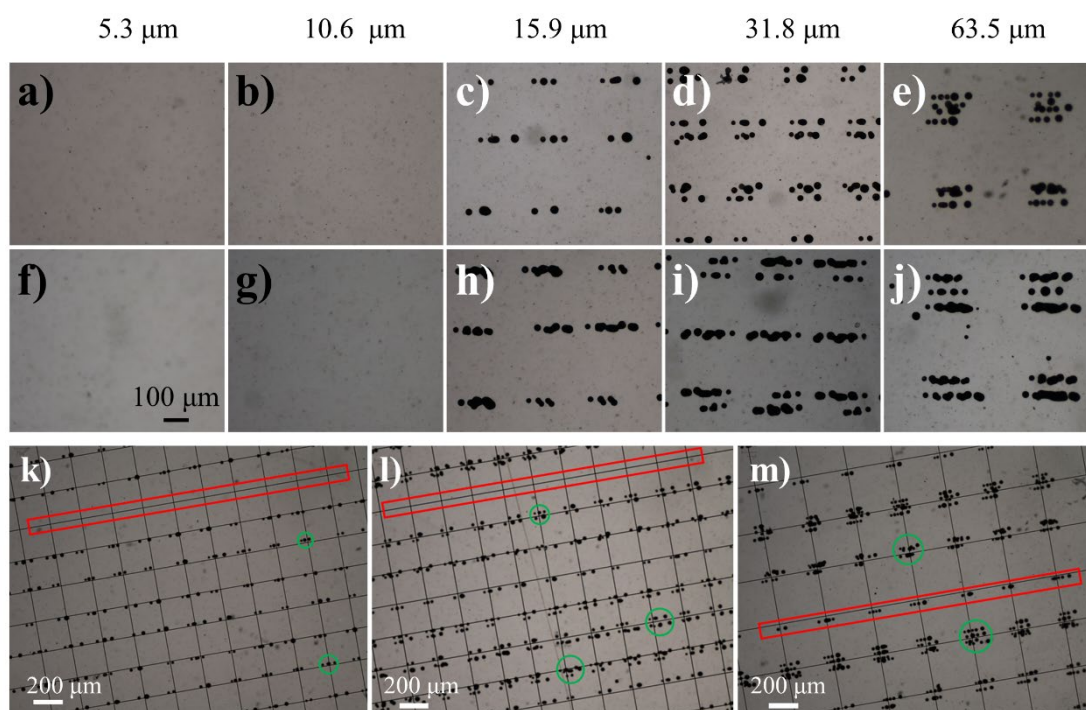 5.3 μm 10.6 μm 15.9 μm 31.8 μm 63.5 μm
a) b) c) d) e)
f) g) h) i) j)
100 μm
k) l) m)
200 μm 200 μm 200 μm